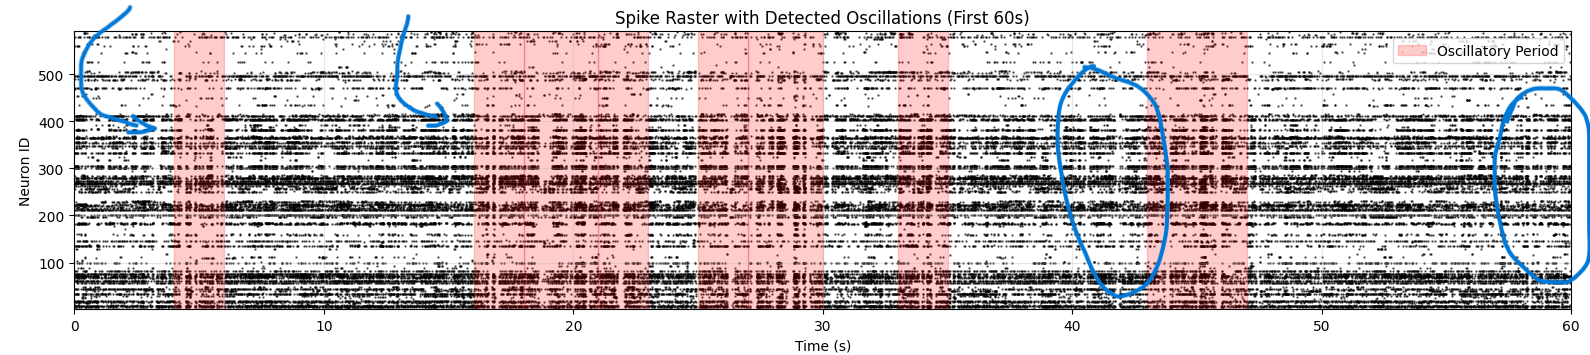 Spike Raster with Detected Oscillations (First 60s)
Oscillatory Period
Neuron ID
500
400
300
200
100
0 10 20 30 40 50 60
Time (s)